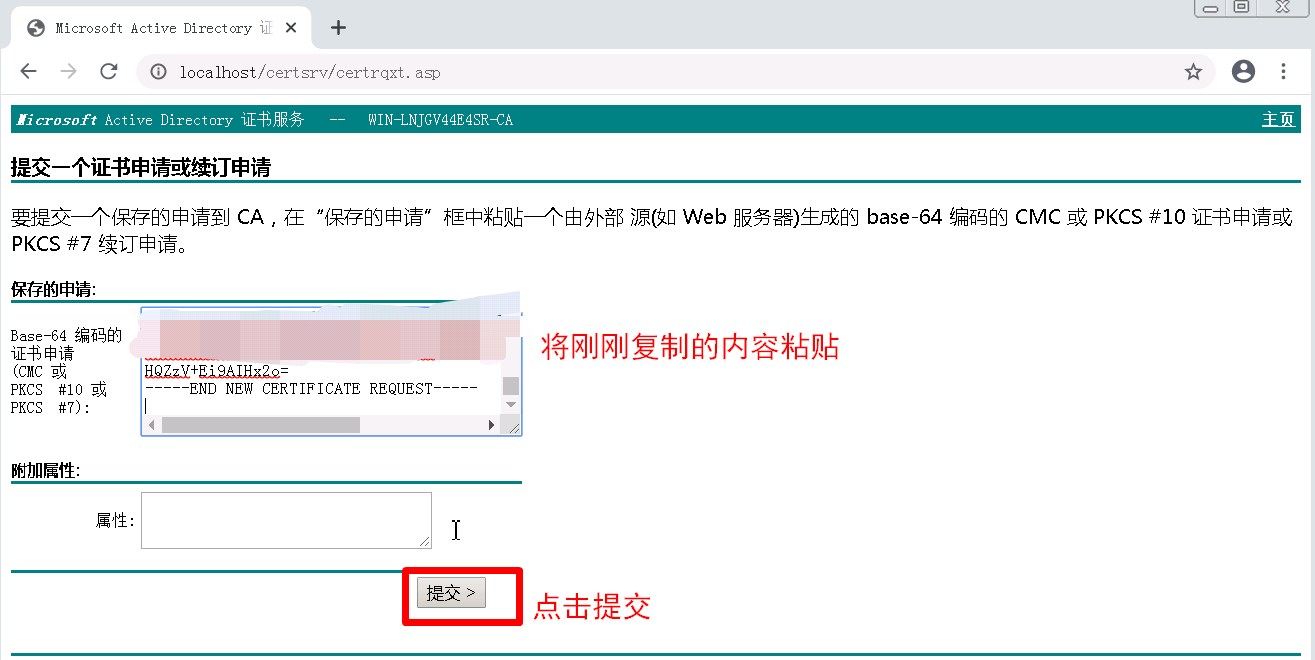 Microsoft Active Directory 证
localhost/certsrv/certrqxt.asp
Microsoft Active Directory 证书服务 -- WIN-LNJGV44E4SR-CA 主页
提交一个证书申请或续订申请
要提交一个保存的申请到 CA，在“保存的申请”框中粘贴一个由外部 源(如 Web 服务器)生成的 base-64 编码的 CMC 或 PKCS #10 证书申请或
PKCS #7 续订申请。
保存的申请:
Base-64 编码的
证书申请
(CMC 或
PKCS #10 或
PKCS #7):
HQZzV+Ei9AIHx2o=
-----END NEW CERTIFICATE REQUEST-----
将刚刚复制的内容粘贴
附加属性:
属性:
提交 >
点击提交